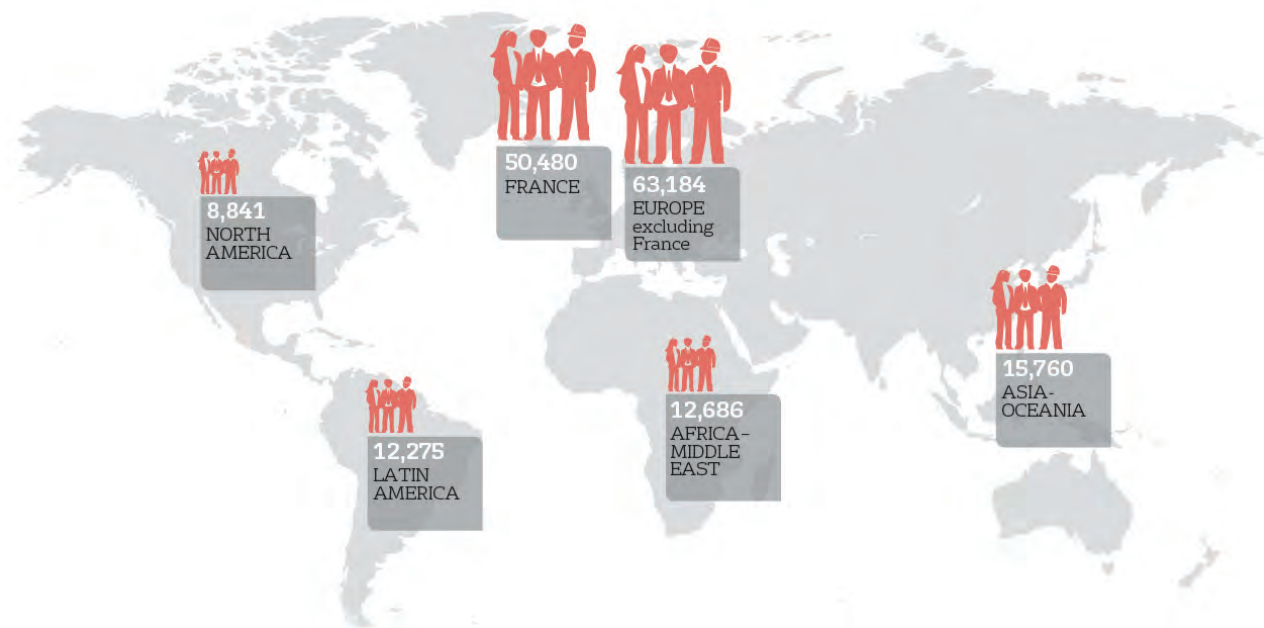 50,480
FRANCE
63,184
EUROPE
excluding
France
8,841
NORTH
AMERICA
15,760
ASIA-
OCEANIA
12,686
AFRICA–
MIDDLE
EAST
12,275
LATIN
AMERICA